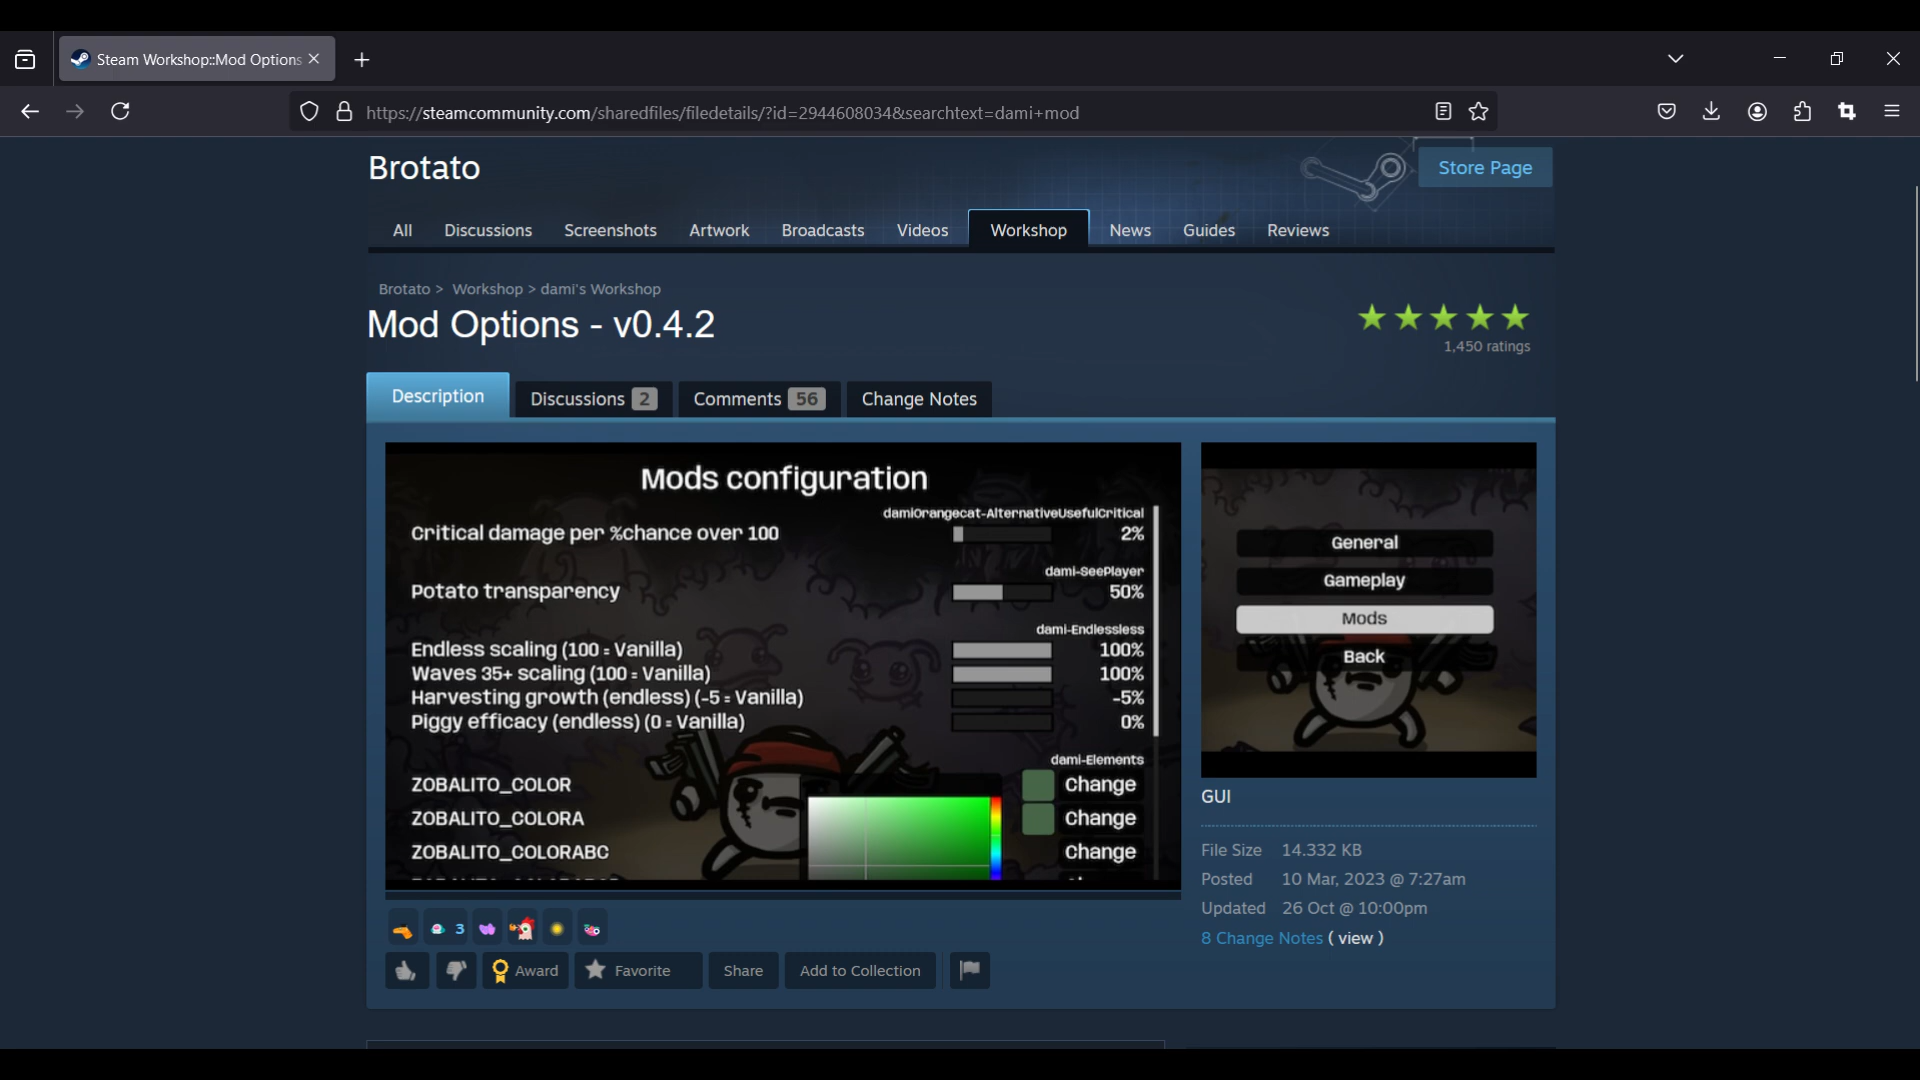 Steam Workshop::Mod Options
https://steamcommunity.com/sharedfiles/filedetails/?id=2944608034&searchtext=dami+mod
Brotato
Store Page
All Discussions Screenshots Artwork Broadcasts Videos Workshop News Guides Reviews
Brotato > Workshop > dami's Workshop
Mod Options - v0.4.2
1,450 ratings
Description Discussions 2 Comments 56 Change Notes
Mods configuration
damiOrangecat-AlternativeUsefulCritical
Critical damage per %chance over 100 2%
dami-SeePlayer
Potato transparency 50%
dami-Endlessless
Endless scaling (100 = Vanilla) 100%
Waves 35+ scaling (100 = Vanilla) 100%
Harvesting growth (endless) (-5 = Vanilla) -5%
Piggy efficacy (endless) (0 = Vanilla) 0%
dami-Elements
ZOBALITO_COLOR Change
ZOBALITO_COLORA Change
ZOBALITO_COLORABC Change
General
Gameplay
Mods
Back
GUI
File Size 14.332 KB
Posted 10 Mar, 2023 @ 7:27am
Updated 26 Oct @ 10:00pm
8 Change Notes ( view )
3
Award Favorite Share Add to Collection